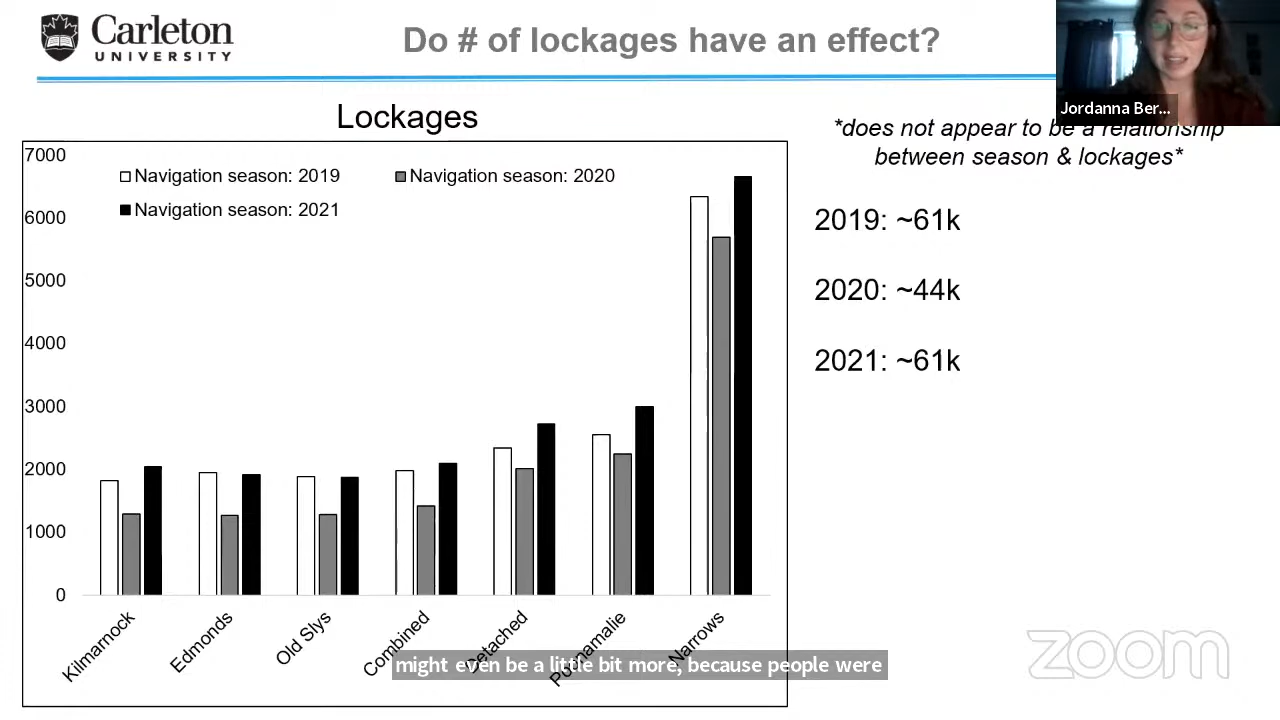 Carleton
UNIVERSITY
Do # of lockages have an effect?
Jordanna Ber...
Lockages
*does not appear to be a relationship
between season & lockages*
7000
6000
5000
4000
3000
2000
1000
0
Navigation season: 2019
Navigation season: 2020
Navigation season: 2021
2019: ~61k
2020: ~44k
2021: ~61k
Kilmarnock
Edmonds
Old Slys
Combined
Detached
Poonamalie
Narrows
might even be a little bit more, because people were
zoom